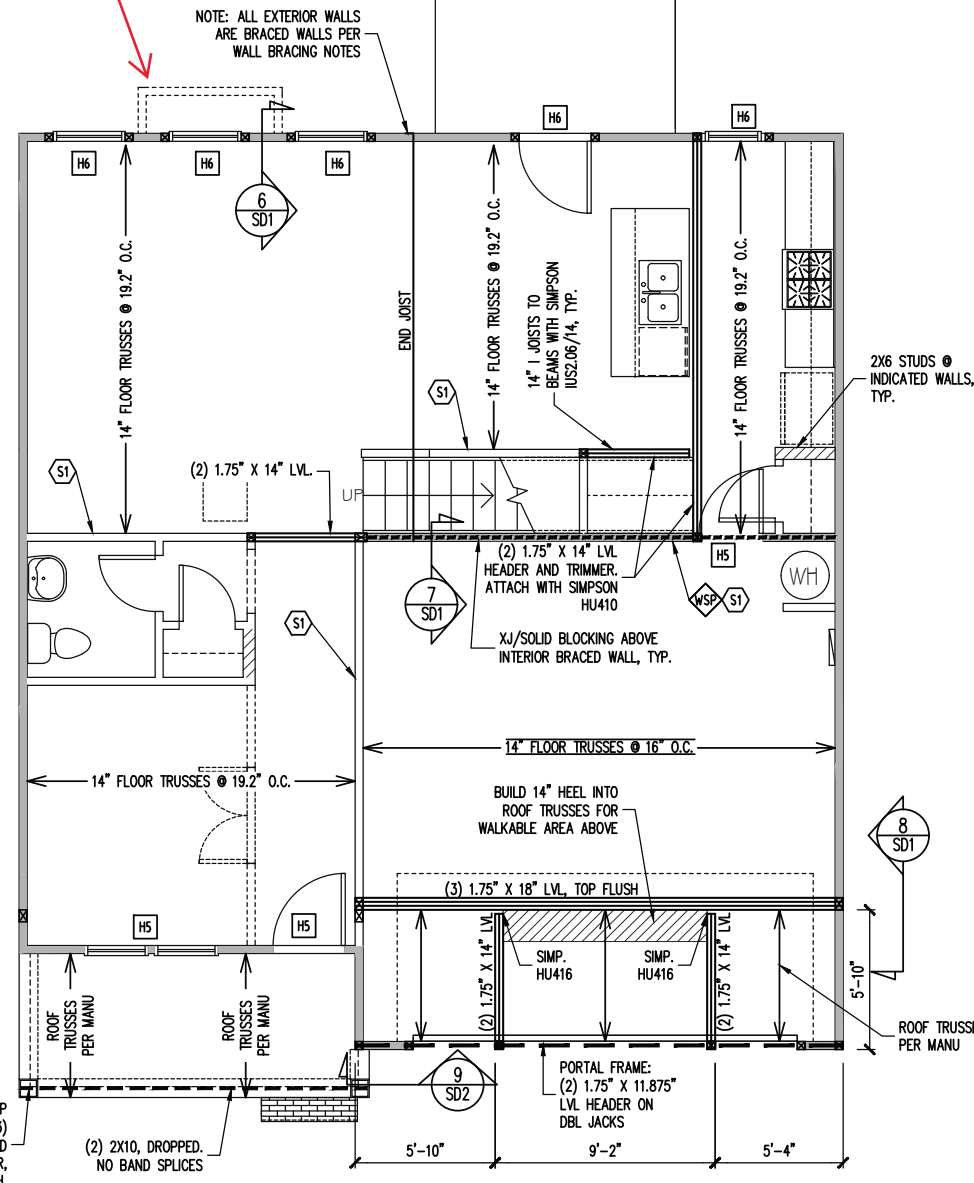 NOTE: ALL EXTERIOR WALLS
ARE BRACED WALLS PER
WALL BRACING NOTES
H6
H6
H6
H6
H6
6
SD1
14" FLOOR TRUSSES @ 19.2" O.C.
END JOIST
14" FLOOR TRUSSES @ 19.2" O.C.
14" I JOISTS TO
BEAMS WITH SIMPSON
IUS2.06/14, TYP.
14" FLOOR TRUSSES @ 19.2" O.C.
2X6 STUDS @
INDICATED WALLS,
TYP.
S1
S1
(2) 1.75" X 14" LVL.
UP
(2) 1.75" X 14" LVL
HEADER AND TRIMMER.
ATTACH WITH SIMPSON
HU410
H5
WH
7
SD1
WSP
S1
S1
XJ/SOLID BLOCKING ABOVE
INTERIOR BRACED WALL, TYP.
14" FLOOR TRUSSES @ 16" O.C.
14" FLOOR TRUSSES @ 19.2" O.C.
BUILD 14" HEEL INTO
ROOF TRUSSES FOR
WALKABLE AREA ABOVE
8
SD1
(3) 1.75" X 18" LVL, TOP FLUSH
H5
H5
(2) 1.75" X 14" LVL
SIMP.
HU416
SIMP.
HU416
(2) 1.75" X 14" LVL
5'-10"
ROOF
TRUSSES
PER MANU
ROOF
TRUSSES
PER MANU
ROOF TRUSSE
PER MANU
PORTAL FRAME:
(2) 1.75" X 11.875"
LVL HEADER ON
DBL JACKS
9
SD2
(2) 2X10, DROPPED.
NO BAND SPLICES
5'-10"
9'-2"
5'-4"